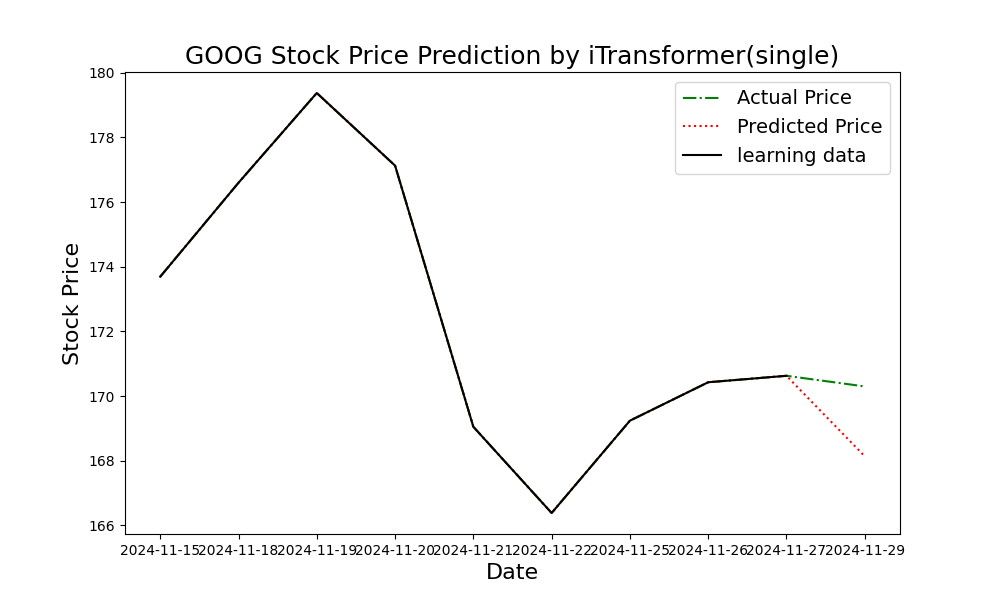 GOOG Stock Price Prediction by iTransformer(single)
Actual Price
Predicted Price
learning data
Stock Price
180
178
176
174
172
170
168
166
2024-11-15 2024-11-18 2024-11-19 2024-11-20 2024-11-21 2024-11-22 2024-11-25 2024-11-26 2024-11-27 2024-11-29
Date